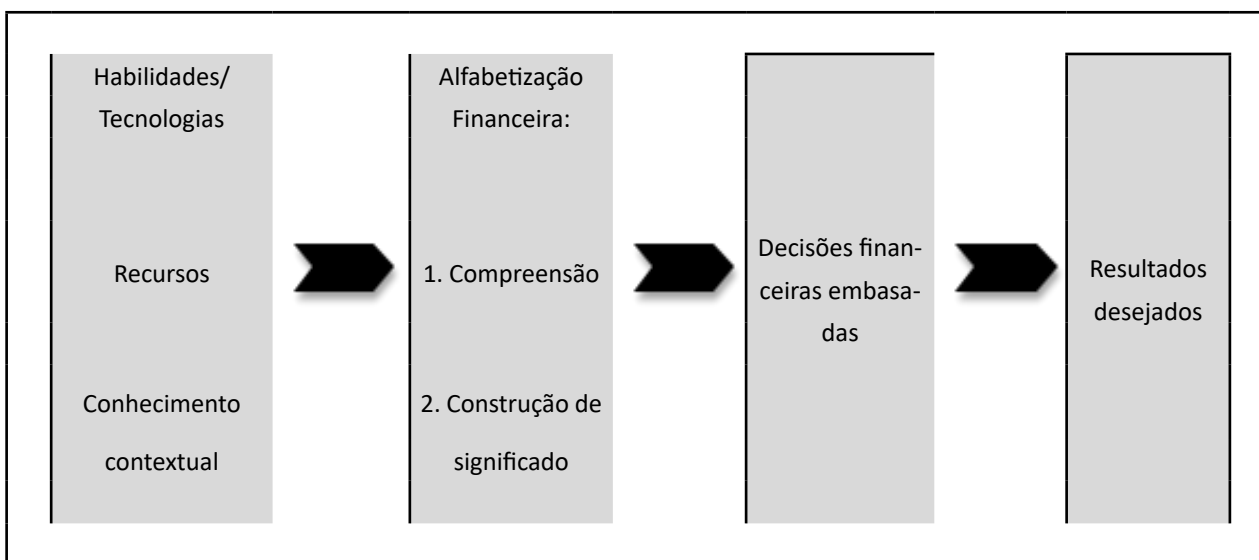 Habilidades/
Tecnologias
Recursos
Conhecimento
contextual
Alfabetização
Financeira:
1. Compreensão
2. Construção de
significado
Decisões finan-
ceiras embasa-
das
Resultados
desejados